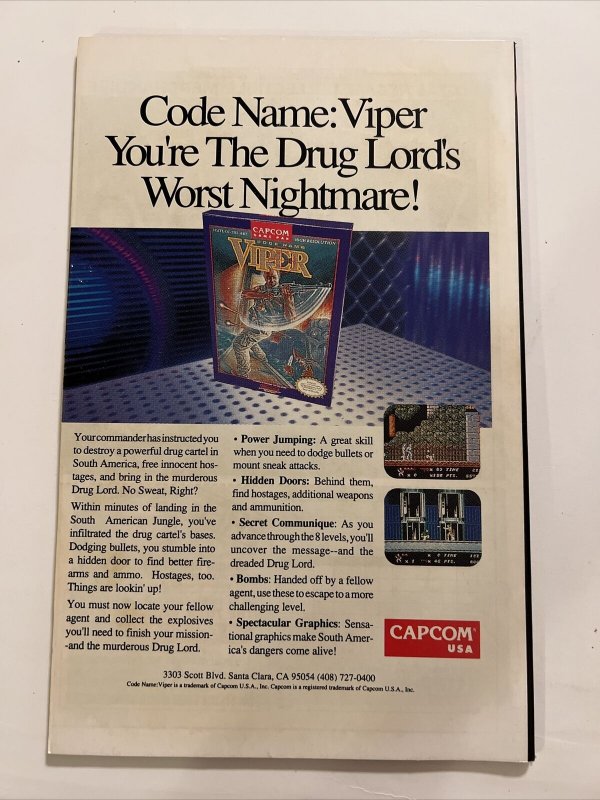 Code Name: Viper
You're The Drug Lord's
Worst Nightmare!
STATE-OF-THE-ART
CAPCOM
GAME PAK
HIGH RESOLUTION
CODE NAME
VIPER
Your commander has instructed you
to destroy a powerful drug cartel in
South America, free innocent hos-
tages, and bring in the murderous
Drug Lord. No Sweat, Right?
Within minutes of landing in the
South American Jungle, you've
infiltrated the drug cartel's bases.
Dodging bullets, you stumble into
a hidden door to find better fire-
arms and ammo. Hostages, too.
Things are lookin' up!
You must now locate your fellow
agent and collect the explosives
you'll need to finish your mission-
-and the murderous Drug Lord.
• Power Jumping: A great skill
when you need to dodge bullets or
mount sneak attacks.
• Hidden Doors: Behind them,
find hostages, additional weapons
and ammunition.
• Secret Communique: As you
advance through the 8 levels, you'll
uncover the message--and the
dreaded Drug Lord.
• Bombs: Handed off by a fellow
agent, use these to escape to a more
challenging level.
• Spectacular Graphics: Sensa-
tional graphics make South Amer-
ica's dangers come alive!
CAPCOM
USA
3303 Scott Blvd. Santa Clara, CA 95054 (408) 727-0400
Code Name: Viper is a trademark of Capcom U.S.A., Inc. Capcom is a registered trademark of Capcom U.S.A., Inc.